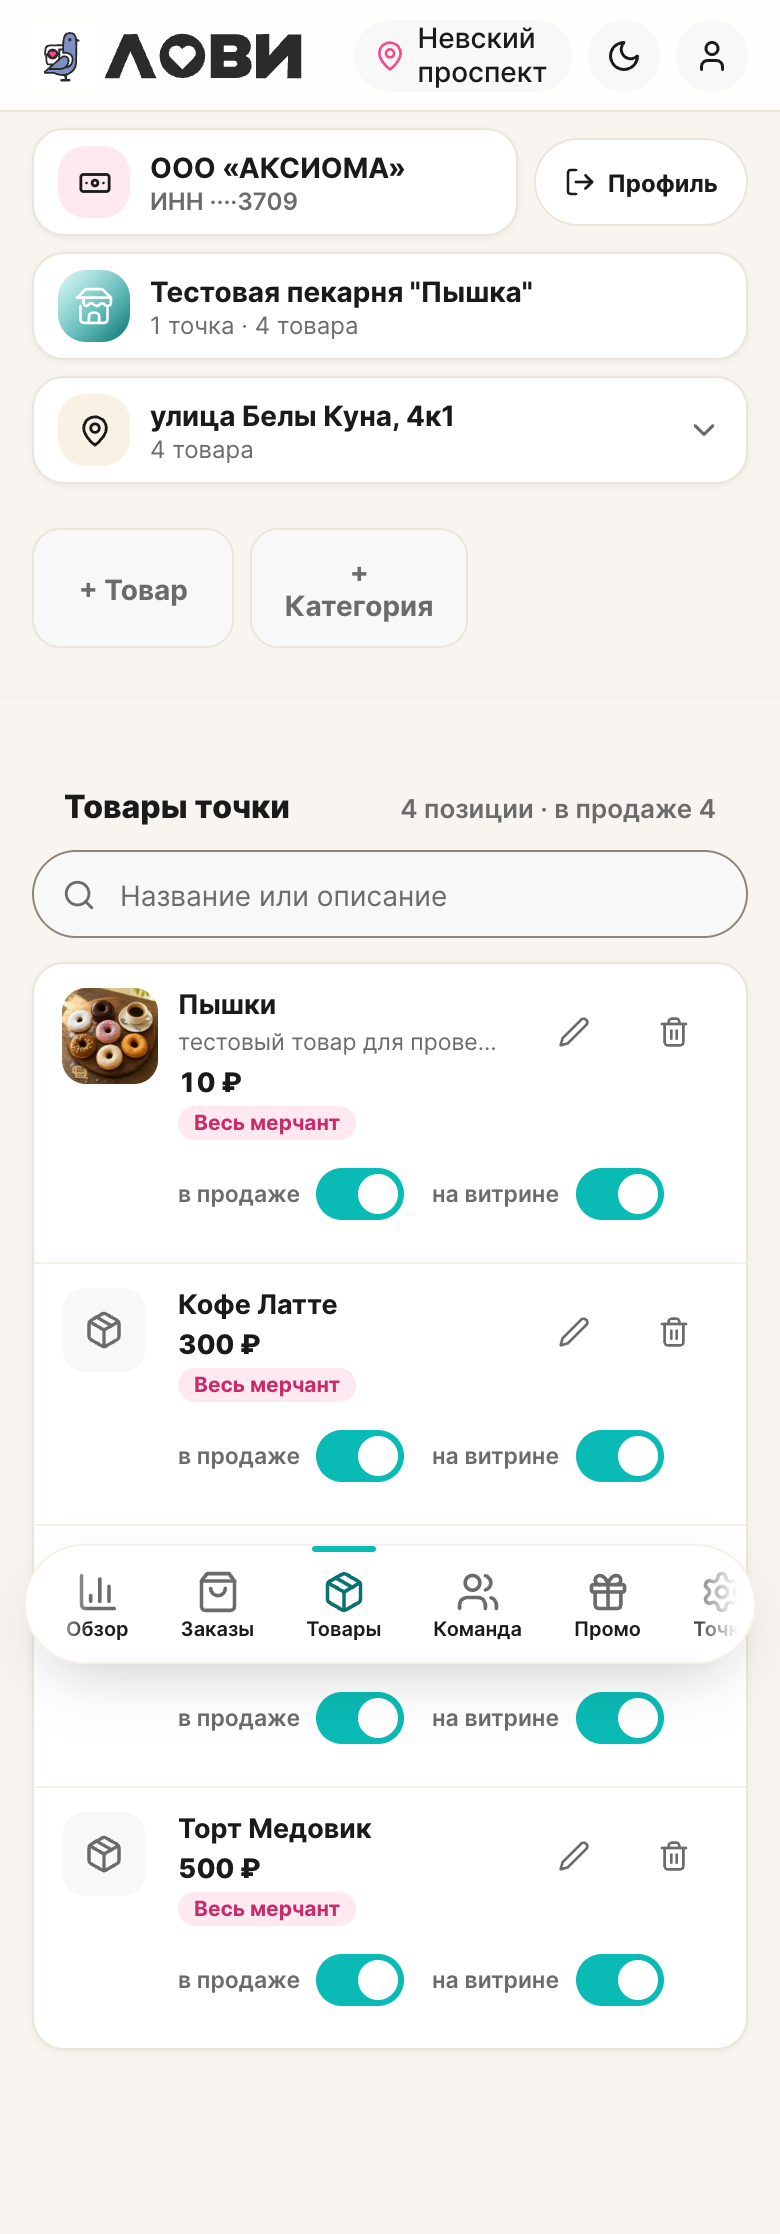 ЛОВИ
Невский
проспект
ООО «АКСИОМА»
ИНН ····3709
Профиль
Тестовая пекарня "Пышка"
1 точка · 4 товара
улица Белы Куна, 4к1
4 товара
+ Товар
+
Категория
Товары точки
4 позиции · в продаже 4
Название или описание
Пышки
тестовый товар для прове...
10 ₽
Весь мерчант
в продаже
на витрине
Кофе Латте
300 ₽
Весь мерчант
в продаже
на витрине
Обзор
Заказы
Товары
Команда
Промо
Точк
в продаже
на витрине
Торт Медовик
500 ₽
Весь мерчант
в продаже
на витрине